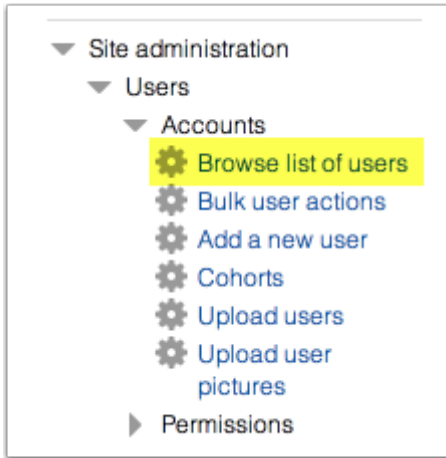 Site administration
Users
Accounts
Browse list of users
Bulk user actions
Add a new user
Cohorts
Upload users
Upload user
pictures
Permissions